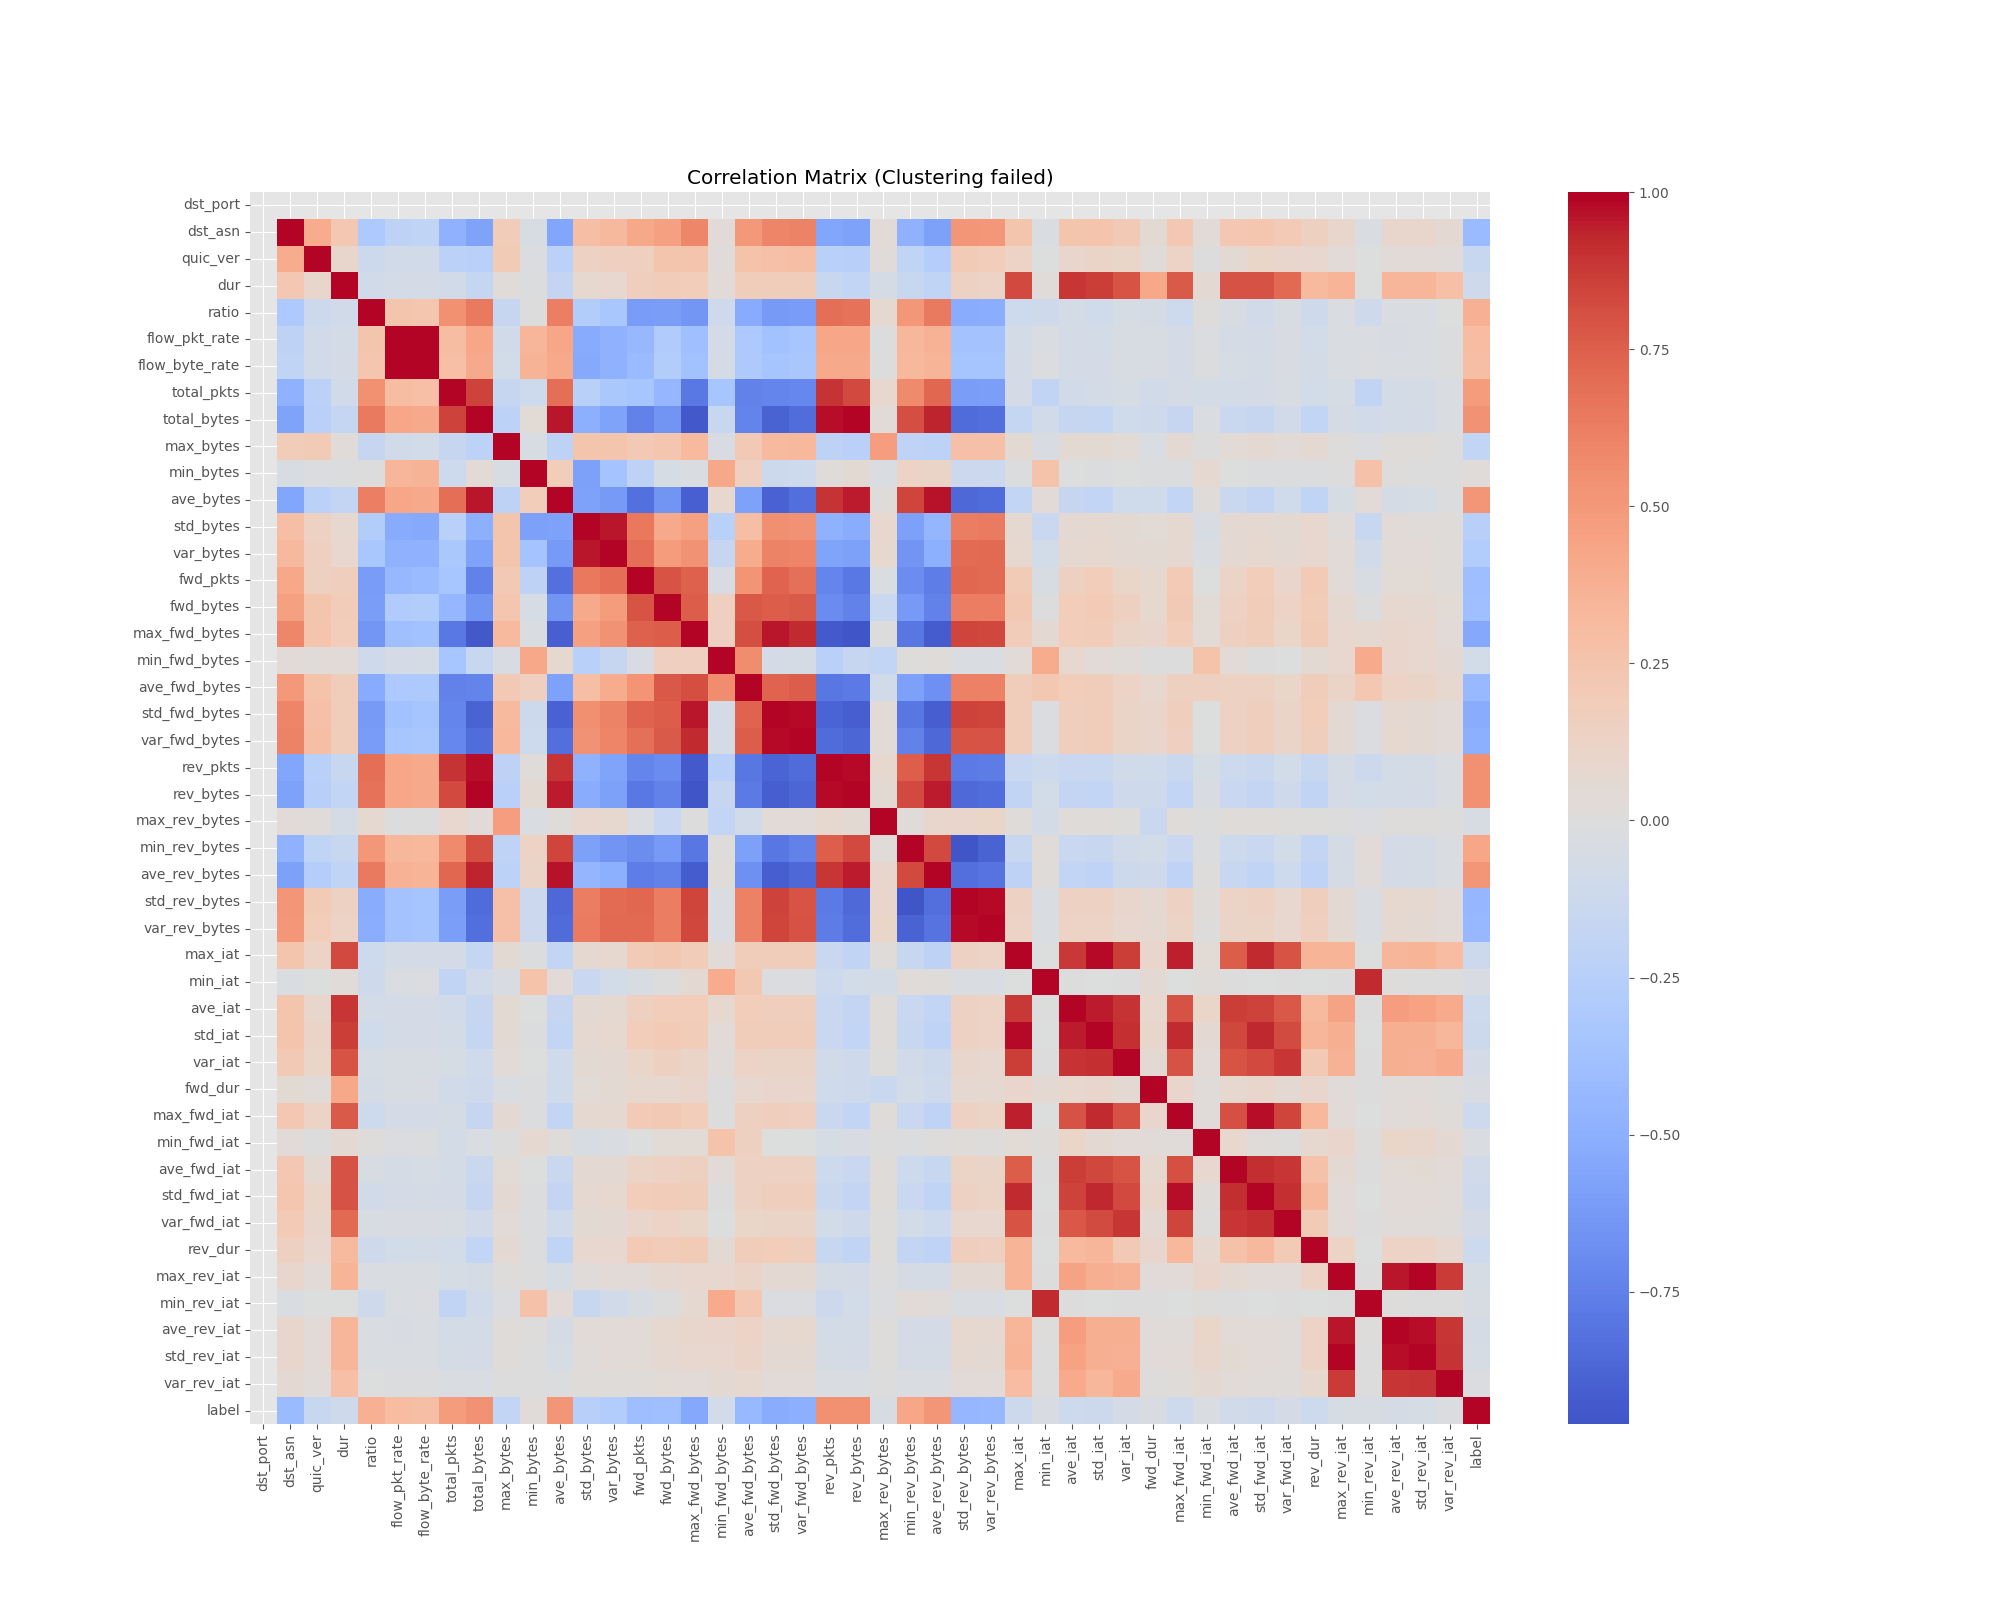 Correlation Matrix (Clustering failed)
dst_port
dst_asn
quic_ver
dur
ratio
flow_pkt_rate
flow_byte_rate
total_pkts
total_bytes
max_bytes
min_bytes
ave_bytes
std_bytes
var_bytes
fwd_pkts
fwd_bytes
max_fwd_bytes
min_fwd_bytes
ave_fwd_bytes
std_fwd_bytes
var_fwd_bytes
rev_pkts
rev_bytes
max_rev_bytes
min_rev_bytes
ave_rev_bytes
std_rev_bytes
var_rev_bytes
max_iat
min_iat
ave_iat
std_iat
var_iat
fwd_dur
max_fwd_iat
min_fwd_iat
ave_fwd_iat
std_fwd_iat
var_fwd_iat
rev_dur
max_rev_iat
min_rev_iat
ave_rev_iat
std_rev_iat
var_rev_iat
label
dst_port
dst_asn
quic_ver
dur
ratio
flow_pkt_rate
flow_byte_rate
total_pkts
total_bytes
max_bytes
min_bytes
ave_bytes
std_bytes
var_bytes
fwd_pkts
fwd_bytes
max_fwd_bytes
min_fwd_bytes
ave_fwd_bytes
std_fwd_bytes
var_fwd_bytes
rev_pkts
rev_bytes
max_rev_bytes
min_rev_bytes
ave_rev_bytes
std_rev_bytes
var_rev_bytes
max_iat
min_iat
ave_iat
std_iat
var_iat
fwd_dur
max_fwd_iat
min_fwd_iat
ave_fwd_iat
std_fwd_iat
var_fwd_iat
rev_dur
max_rev_iat
min_rev_iat
ave_rev_iat
std_rev_iat
var_rev_iat
label
1.00
0.75
0.50
0.25
0.00
−0.25
−0.50
−0.75